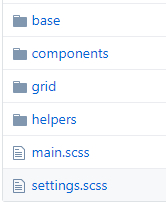 base
components
grid
helpers
main.scss
settings.scss